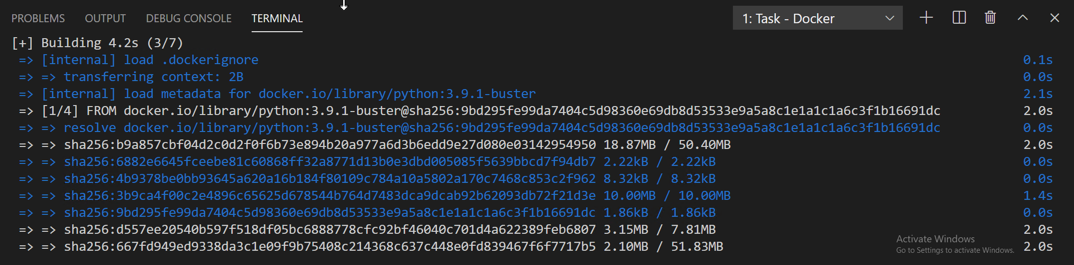 PROBLEMS OUTPUT DEBUG CONSOLE TERMINAL 1: Task - Docker
[+] Building 4.2s (3/7)
=> [internal] load .dockerignore 0.1s
=> => transferring context: 2B 0.0s
=> [internal] load metadata for docker.io/library/python:3.9.1-buster 2.1s
=> [1/4] FROM docker.io/library/python:3.9.1-buster@sha256:9bd295fe99da7404c5d98360e69db8d53533e9a5a8c1e1a1c1a6c3f1b16691dc 2.0s
=> => resolve docker.io/library/python:3.9.1-buster@sha256:9bd295fe99da7404c5d98360e69db8d53533e9a5a8c1e1a1c1a6c3f1b16691dc 0.0s
=> => sha256:b9a857cbf04d2c0d2f0f6b73e894b20a977a6d3b6edd9e27d080e03142954950 18.87MB / 50.40MB 2.0s
=> => sha256:6882e6645fceebe81c60868ff32a8771d13b0e3dbd005085f5639bbcd7f94db7 2.22kB / 2.22kB 0.0s
=> => sha256:4b9378be0bb93645a620a16b184f80109c784a10a5802a170c7468c853c2f962 8.32kB / 8.32kB 0.0s
=> => sha256:3b9ca4f00c2e4896c65625d678544b764d7483dca9dcab92b62093db72f21d3e 10.00MB / 10.00MB 1.4s
=> => sha256:9bd295fe99da7404c5d98360e69db8d53533e9a5a8c1e1a1c1a6c3f1b16691dc 1.86kB / 1.86kB 0.0s
=> => sha256:d557ee20540b597f518df05bc6888778cfc92bf46040c701d4a622389feb6807 3.15MB / 7.81MB 2.0s
=> => sha256:667fd949ed9338da3c1e09f9b75408c214368c637c448e0fd839467f6f7717b5 2.10MB / 51.83MB 2.0s
Activate Windows
Go to Settings to activate Windows.